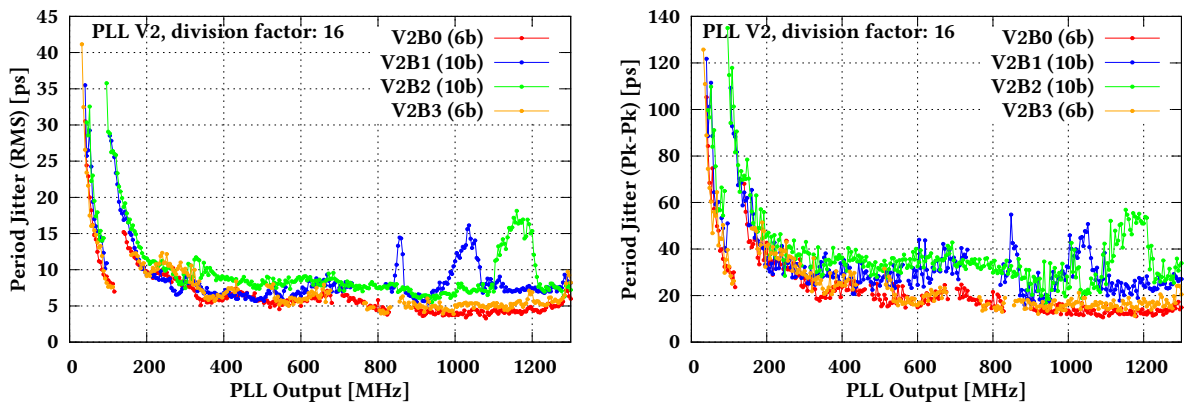 PLL V2, division factor: 16
V2B0 (6b)
V2B1 (10b)
V2B2 (10b)
V2B3 (6b)
Period Jitter (RMS) [ps]
45
40
35
30
25
20
15
10
5
0
0 200 400 600 800 1000 1200
PLL Output [MHz]
PLL V2, division factor: 16
V2B0 (6b)
V2B1 (10b)
V2B2 (10b)
V2B3 (6b)
Period Jitter (Pk-Pk) [ps]
140
120
100
80
60
40
20
0
0 200 400 600 800 1000 1200
PLL Output [MHz]